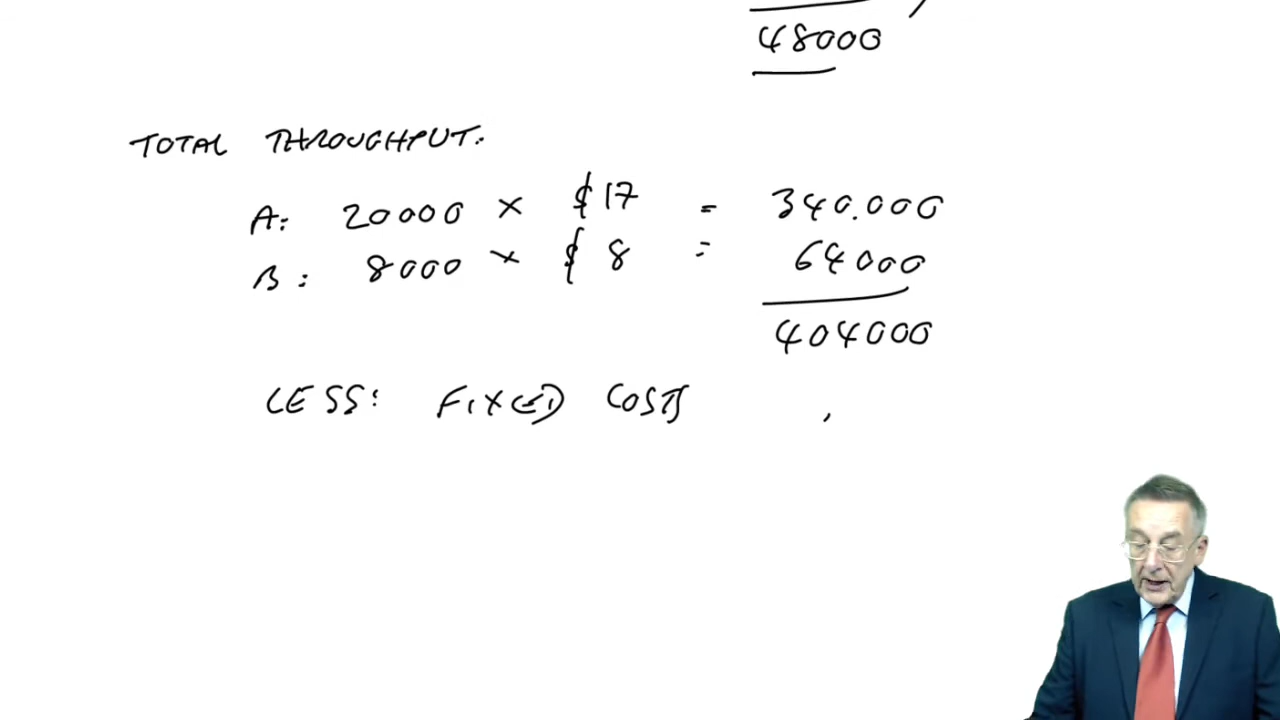 48000
TOTAL THROUGHPUT:
A: 20000 × $17 = 340.000
B: 8000 × $ 8 = 64000
404000
LESS: FIXED COSTS